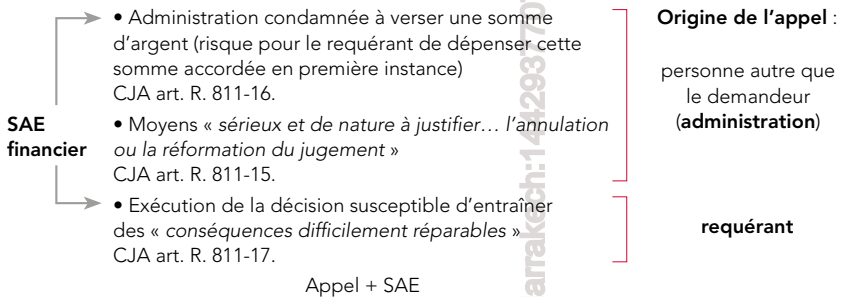 • Administration condamnée à verser une somme
d'argent (risque pour le requérant de dépenser cette
somme accordée en première instance)
CJA art. R. 811-16.
SAE
financier
• Moyens « sérieux et de nature à justifier… l'annulation
ou la réformation du jugement »
CJA art. R. 811-15.
• Exécution de la décision susceptible d'entraîner
des « conséquences difficilement réparables »
CJA art. R. 811-17.
Appel + SAE
Origine de l'appel :
personne autre que
le demandeur
(administration)
requérant